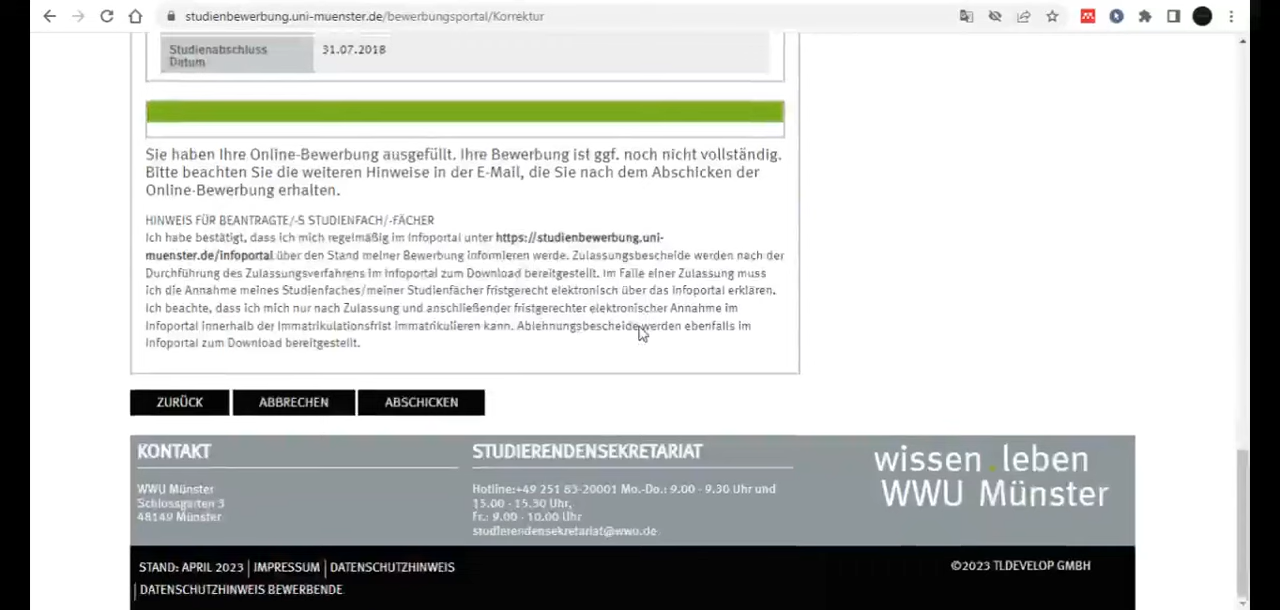 studienbewerbung.uni-muenster.de/bewerbungsportal/Korrektur
Studienabschluss
Datum
31.07.2018
Sie haben Ihre Online-Bewerbung ausgefüllt. Ihre Bewerbung ist ggf. noch nicht vollständig.
Bitte beachten Sie die weiteren Hinweise in der E-Mail, die Sie nach dem Abschicken der
Online-Bewerbung erhalten.
HINWEIS FÜR BEANTRAGTE/-S STUDIENFACH/-FÄCHER
Ich habe bestätigt, dass ich mich regelmäßig im Infoportal unter https://studienbewerbung.uni-
muenster.de/infoportal über den Stand meiner Bewerbung informieren werde. Zulassungsbescheide werden nach der
Durchführung des Zulassungsverfahrens im Infoportal zum Download bereitgestellt. Im Falle einer Zulassung muss
ich die Annahme meines Studienfaches/meiner Studienfächer fristgerecht elektronisch über das Infoportal erklären.
Ich beachte, dass ich mich nur nach Zulassung und anschließender fristgerechter elektronischer Annahme im
Infoportal innerhalb der Immatrikulationsfrist immatrikulieren kann. Ablehnungsbescheide werden ebenfalls im
Infoportal zum Download bereitgestellt.
ZURÜCK ABBRECHEN ABSCHICKEN
KONTAKT
WWU Münster
Schlossgarten 3
48149 Münster
STUDIERENDENSEKRETARIAT
Hotline:+49 251 83-20001 Mo.-Do.: 9.00 - 9.30 Uhr und
15.00 - 15.30 Uhr,
Fr.: 9.00 - 10.00 Uhr
studierendensekretariat@wwu.de
wissen.leben
WWU Münster
STAND: APRIL 2023 | IMPRESSUM | DATENSCHUTZHINWEIS
| DATENSCHUTZHINWEIS BEWERBENDE
©2023 TLDEVELOP GMBH